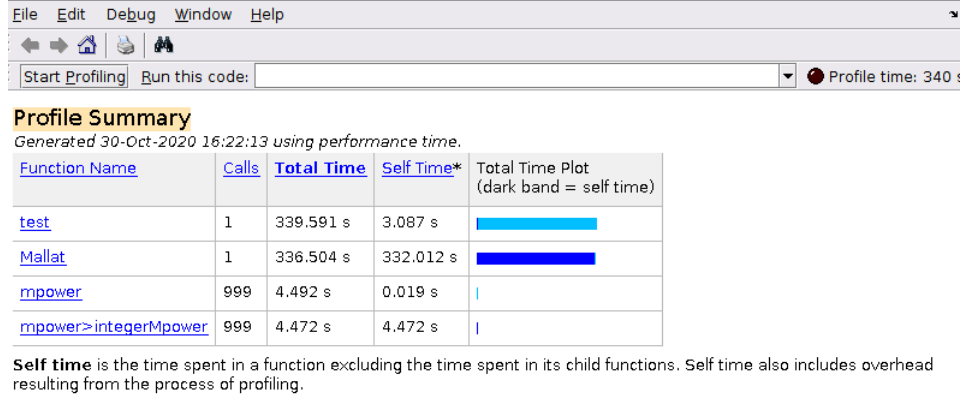 File Edit Debug Window Help
Start Profiling Run this code: Profile time: 340 s
Profile Summary
Generated 30-Oct-2020 16:22:13 using performance time.
Function Name Calls Total Time Self Time* Total Time Plot
(dark band = self time)
test 1 339.591 s 3.087 s
Mallat 1 336.504 s 332.012 s
mpower 999 4.492 s 0.019 s
mpower>integerMpower 999 4.472 s 4.472 s
Self time is the time spent in a function excluding the time spent in its child functions. Self time also includes overhead
resulting from the process of profiling.